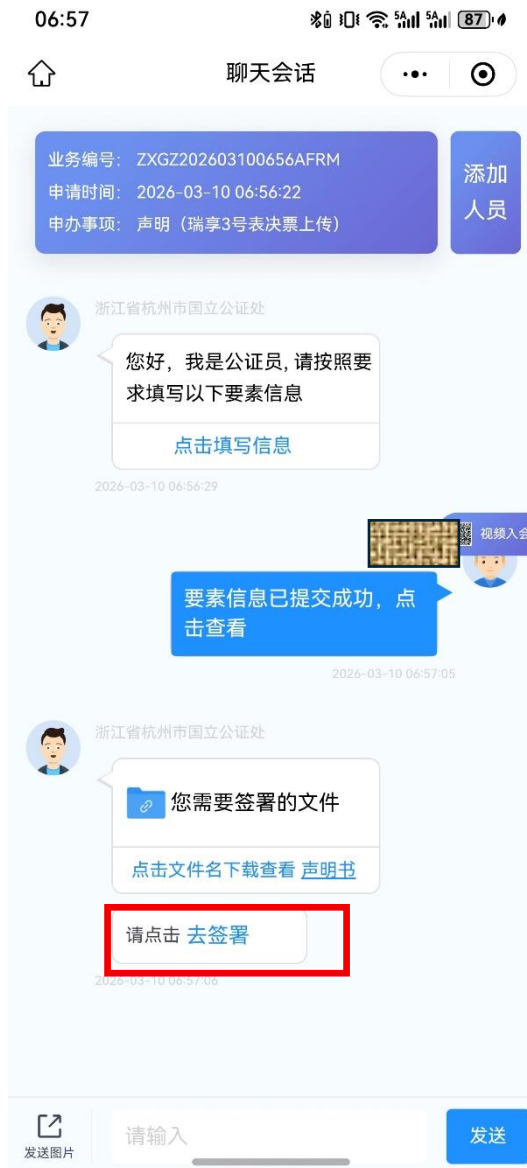 06:57
5A 5A 87
聊天会话
业务编号： ZXGZ202603100656AFRM
申请时间： 2026-03-10 06:56:22
申办事项： 声明（瑞享3号表决票上传）
添加
人员
浙江省杭州市国立公证处
您好，我是公证员,请按照要
求填写以下要素信息
点击填写信息
2026-03-10 06:56:29
视频入会
要素信息已提交成功，点
击查看
2026-03-10 06:57:05
浙江省杭州市国立公证处
您需要签署的文件
点击文件名下载查看 声明书
请点击 去签署
2026-03-10 06:57:06
发送图片
请输入
发送